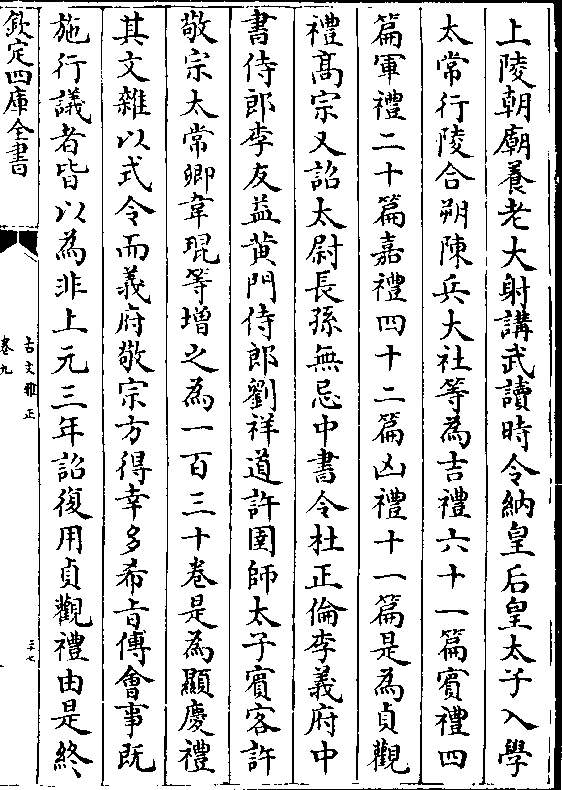 上陵朝廟養老大射講武讀時令納皇后皇太子入學
太常行陵合朔陳兵大社等為吉禮六十一篇賓禮四
篇軍禮二十篇嘉禮四十二篇凶禮十一篇是為貞觀
禮髙宗又詔太尉長孫無忌中書令杜正倫李義府中
書侍郎李友益黄門侍郎劉祥道許圉師太子賓客許
敬宗太常卿韋琨等增之為一百三十卷是為顯慶禮
其文雜以式令而義府敬宗方得幸多希旨傅會事既
施行議者皆以為非上元三年詔復用貞觀禮由是終
欽定四庫全書
古文雅正
卷九
三七